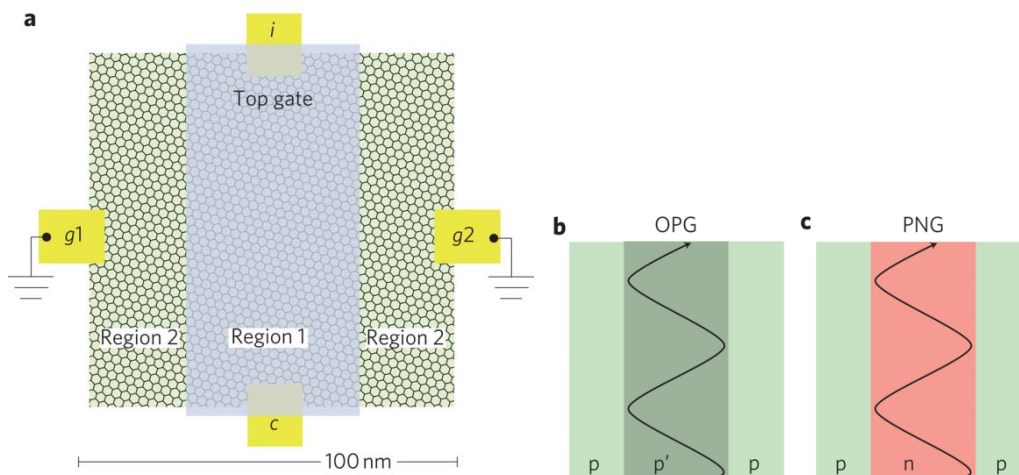 a
i
Top gate
g1
g2
Region 2
Region 1
Region 2
c
100 nm
b
OPG
p
p′
p
c
PNG
p
n
p